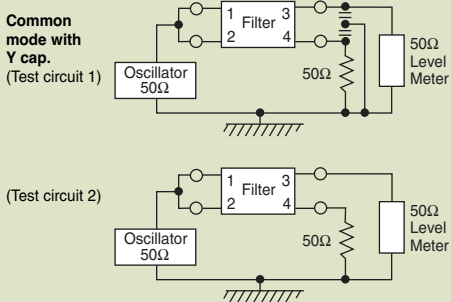 Common
mode with
Y cap.
(Test circuit 1)
1 Filter 3
2 4
Oscillator
50Ω
50Ω
50Ω
Level
Meter
(Test circuit 2)
1 Filter 3
2 4
Oscillator
50Ω
50Ω
50Ω
Level
Meter